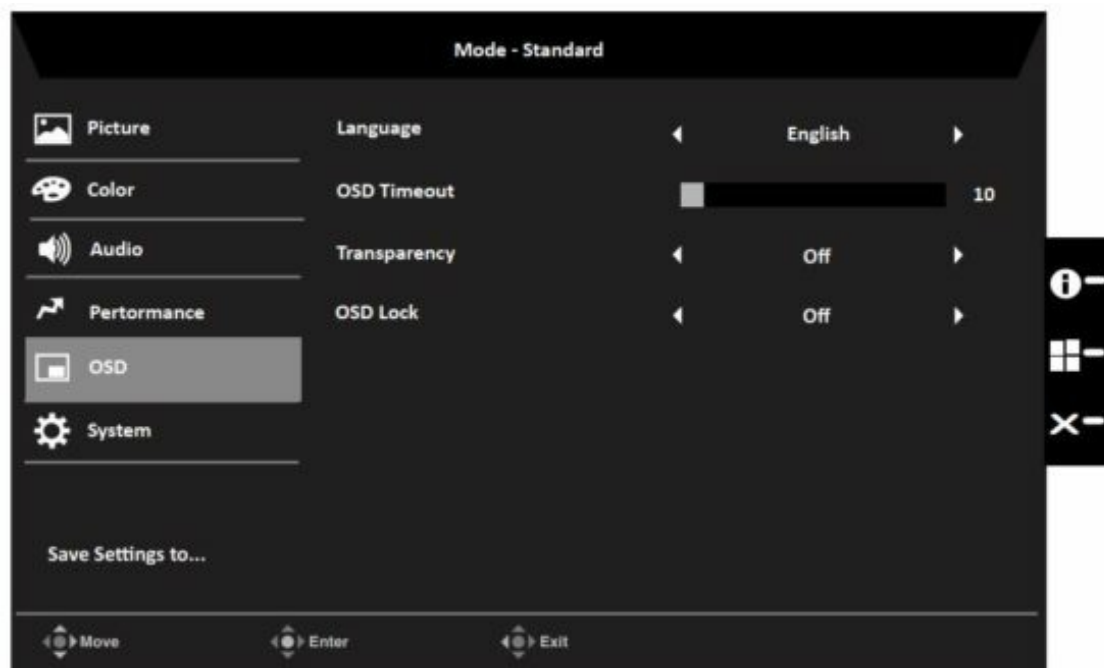 Mode - Standard
Picture
Language
English
Color
OSD Timeout
10
Audio
Transparency
Off
Pertormance
OSD Lock
Off
OSD
System
Save Settings to...
Move
Enter
Exit